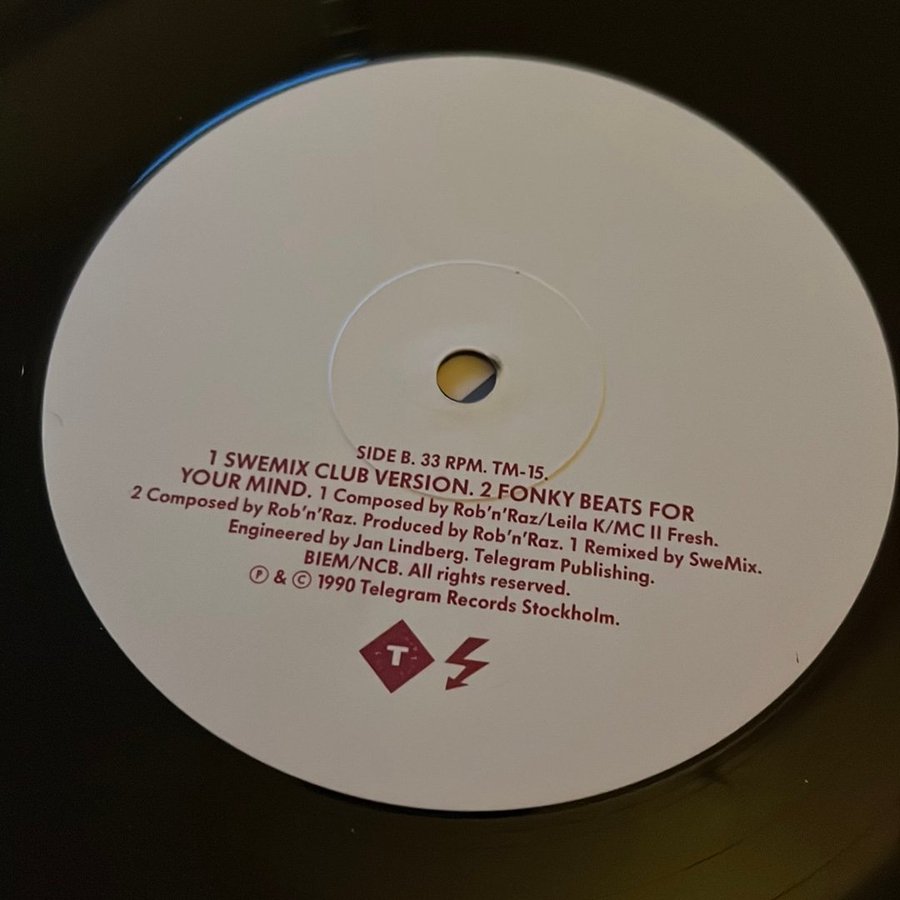 SIDE B. 33 RPM. TM-15.
1 SWEMIX CLUB VERSION. 2 FONKY BEATS FOR
YOUR MIND. 1 Composed by Rob'n'Raz/Leila K/MC II Fresh.
2 Composed by Rob'n'Raz. Produced by Rob'n'Raz. 1 Remixed by SweMix.
Engineered by Jan Lindberg. Telegram Publishing.
BIEM/NCB. All rights reserved.
Ⓟ & © 1990 Telegram Records Stockholm.
T